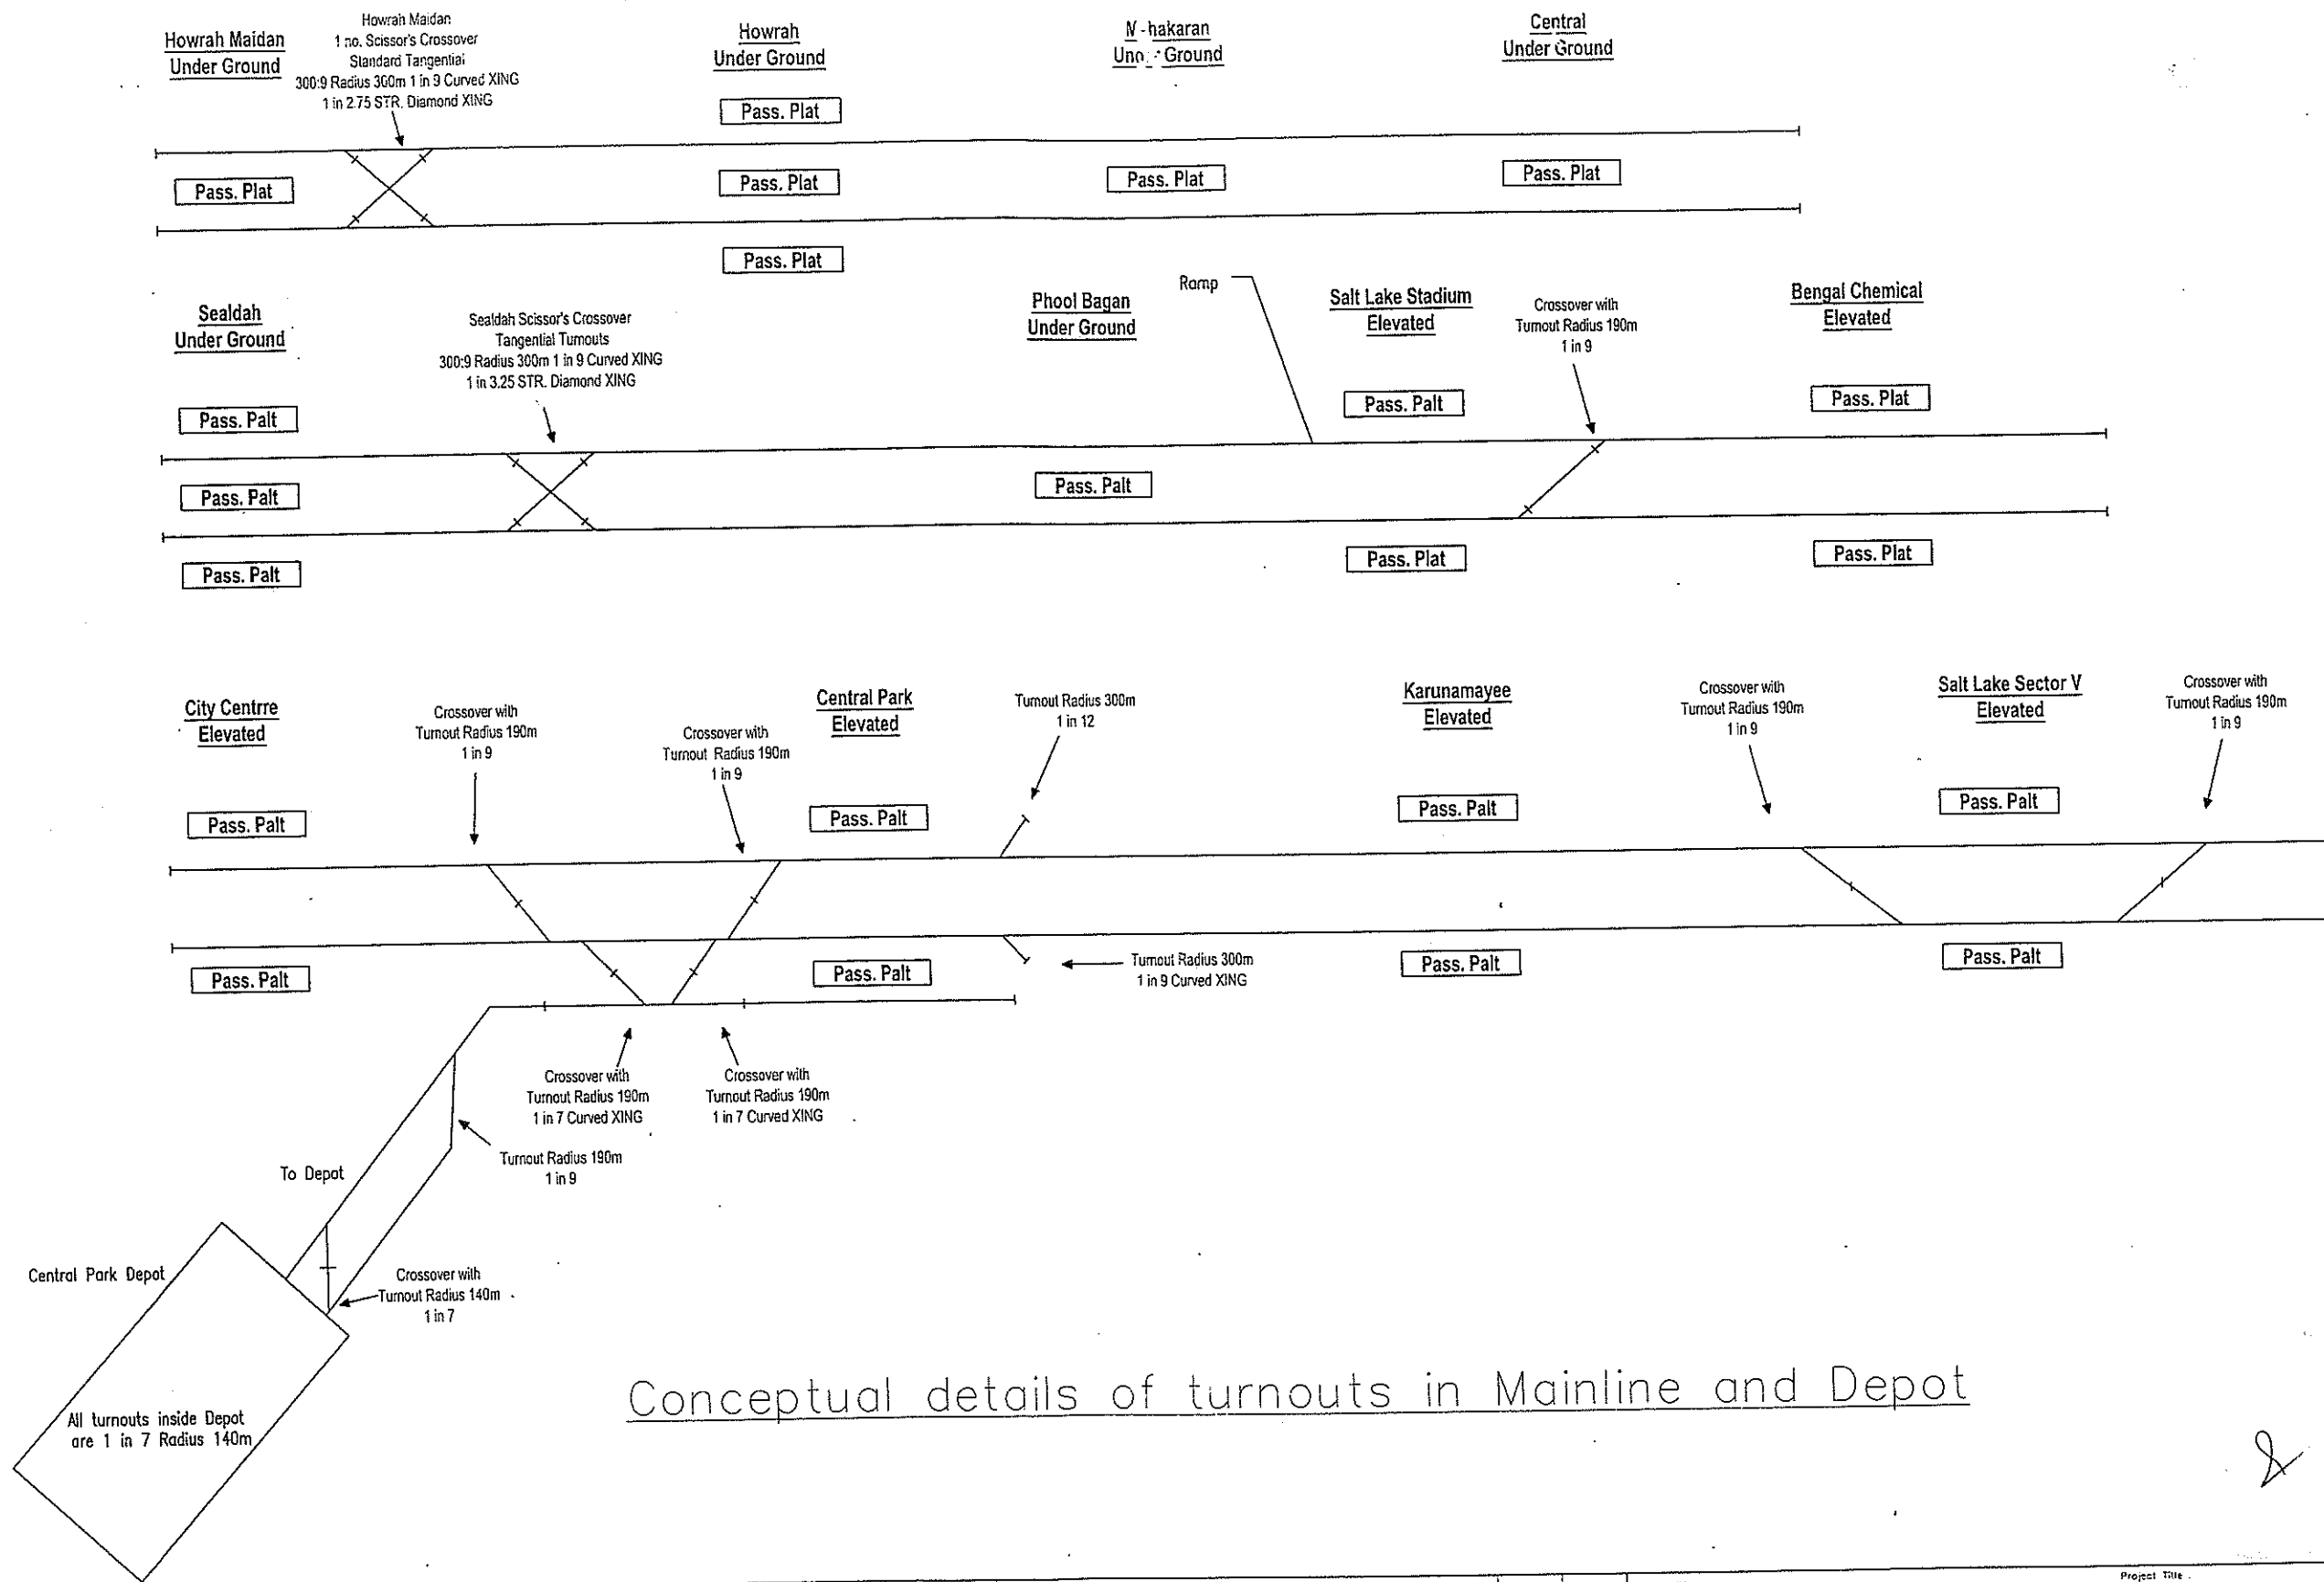 Howrah Maidan
Under Ground
Howrah Maidan
1 no. Scissor's Crossover
Standard Tangential
300:9 Radius 300m 1 in 9 Curved XING
1 in 2.75 STR. Diamond XING
Howrah
Under Ground
Ground
Central
Under Ground
Pass. Plat
Pass. Plat
Pass. Plat
Pass. Plat
Pass. Plat
Pass. Plat
Sealdah
Under Ground
Sealdah Scissor's Crossover
Tangential Turnouts
300:9 Radius 300m 1 in 9 Curved XING
1 in 3.25 STR. Diamond XING
Phool Bagan
Under Ground
Ramp
Salt Lake Stadium
Elevated
Crossover with
Turnout Radius 190m
1 in 9
Bengal Chemical
Elevated
Pass. Palt
Pass. Palt
Pass. Plat
Pass. Palt
Pass. Palt
Pass. Palt
Pass. Plat
Pass. Plat
City Centrre
Elevated
Crossover with
Turnout Radius 190m
1 in 9
Crossover with
Turnout Radius 190m
1 in 9
Central Park
Elevated
Turnout Radius 300m
1 in 12
Karunamayee
Elevated
Crossover with
Turnout Radius 190m
1 in 9
Salt Lake Sector V
Elevated
Crossover with
Turnout Radius 190m
1 in 9
Pass. Palt
Pass. Palt
Pass. Palt
Pass. Palt
Pass. Palt
Pass. Palt
Turnout Radius 300m
1 in 9 Curved XING
Pass. Palt
Pass. Palt
Crossover with
Turnout Radius 190m
1 in 7 Curved XING
Crossover with
Turnout Radius 190m
1 in 7 Curved XING
Turnout Radius 190m
1 in 9
To Depot
Central Park Depot
Crossover with
Turnout Radius 140m
1 in 7
All turnouts inside Depot
are 1 in 7 Radius 140m
Conceptual details of turnouts in Mainline and Depot
Project Title